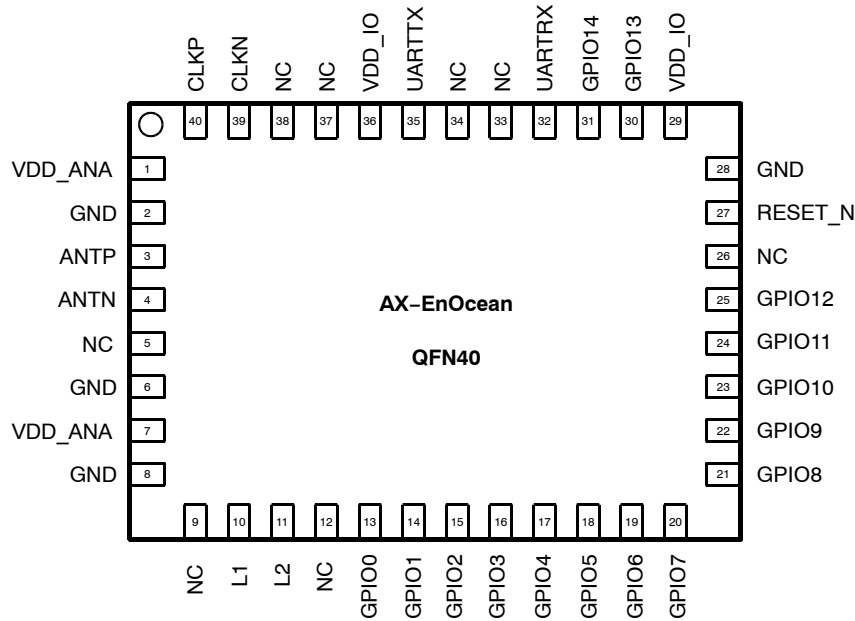 CLKP
CLKN
NC
NC
VDD_IO
UARTTX
NC
NC
UARTRX
GPIO14
GPIO13
VDD_IO
40
39
38
37
36
35
34
33
32
31
30
29
VDD_ANA 1
GND 2
ANTP 3
ANTN 4
NC 5
GND 6
VDD_ANA 7
GND 8
AX−EnOcean
QFN40
28 GND
27 RESET_N
26 NC
25 GPIO12
24 GPIO11
23 GPIO10
22 GPIO9
21 GPIO8
9
10
11
12
13
14
15
16
17
18
19
20
NC
L1
L2
NC
GPIO0
GPIO1
GPIO2
GPIO3
GPIO4
GPIO5
GPIO6
GPIO7